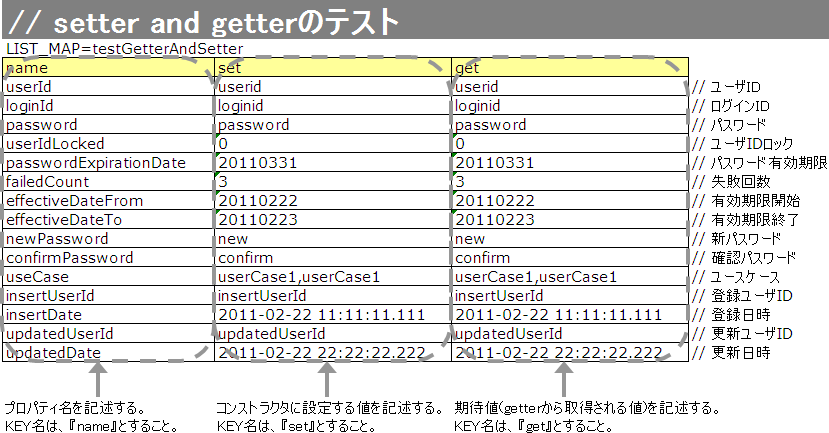 // setter and getterのテスト
LIST_MAP=testGetterAndSetter
name set get
userId userid userid // ユーザID
loginId loginid loginid // ログインID
password password password // パスワード
userIdLocked 0 0 // ユーザIDロック
passwordExpirationDate 20110331 20110331 // パスワード有効期限
failedCount 3 3 // 失敗回数
effectiveDateFrom 20110222 20110222 // 有効期限開始
effectiveDateTo 20110223 20110223 // 有効期限終了
newPassword new new // 新パスワード
confirmPassword confirm confirm // 確認パスワード
useCase userCase1,userCase1 userCase1,userCase1 // ユースケース
insertUserId insertUserId insertUserId // 登録ユーザID
insertDate 2011-02-22 11:11:11.111 2011-02-22 11:11:11.111 // 登録日時
updatedUserId updatedUserId updatedUserId // 更新ユーザID
updatedDate 2011-02-22 22:22:22.222 2011-02-22 22:22:22.222 // 更新日時
プロパティ名を記述する。
KEY名は、『name』とすること。
コンストラクタに設定する値を記述する。
KEY名は、『set』とすること。
期待値(getterから取得される値)を記述する。
KEY名は、『get』とすること。